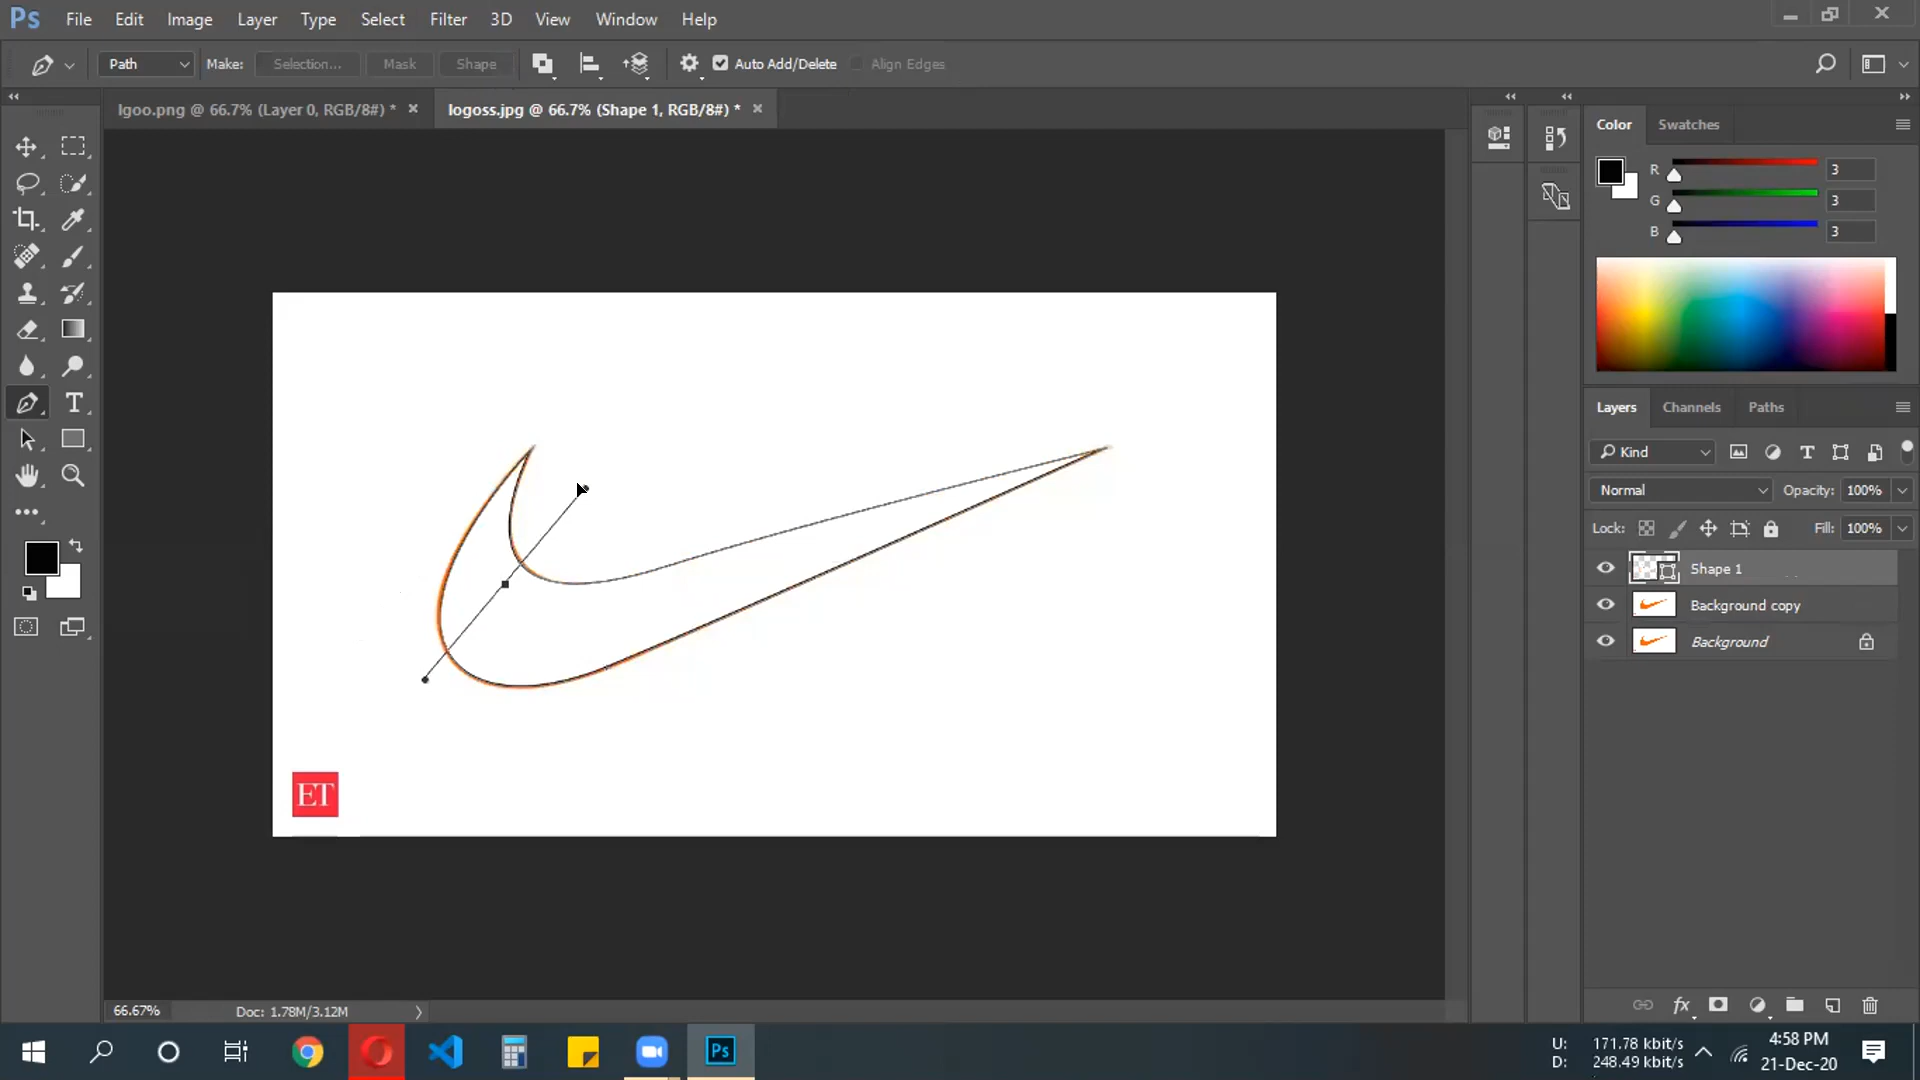 Ps File Edit Image Layer Type Select Filter 3D View Window Help
Path Make: Selection... Mask Shape Auto Add/Delete Align Edges
lgoo.png @ 66.7% (Layer 0, RGB/8#) *
logoss.jpg @ 66.7% (Shape 1, RGB/8#) *
Color Swatches
R 3
G 3
B 3
Layers Channels Paths
Kind
Normal Opacity: 100%
Lock: Fill: 100%
Shape 1
Background copy
Background
ET
66.67% Doc: 1.78M/3.12M
fx
Ps
U: 171.78 kbit/s
D: 248.49 kbit/s
4:58 PM
21-Dec-20